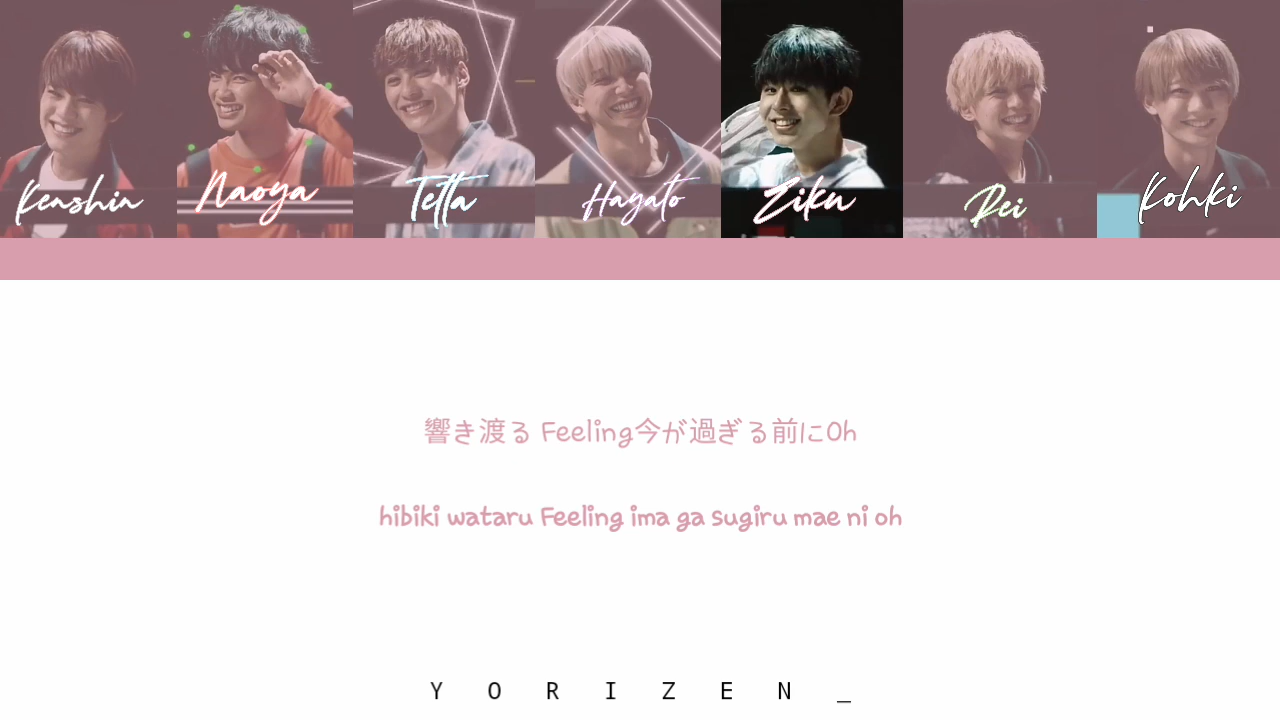 Kenshin Naoya Tetta Hayato Ziku Rei Kohki
響き渡る Feeling今が過ぎる前にOh
hibiki wataru Feeling ima ga sugiru mae ni oh
Y O R I Z E N _